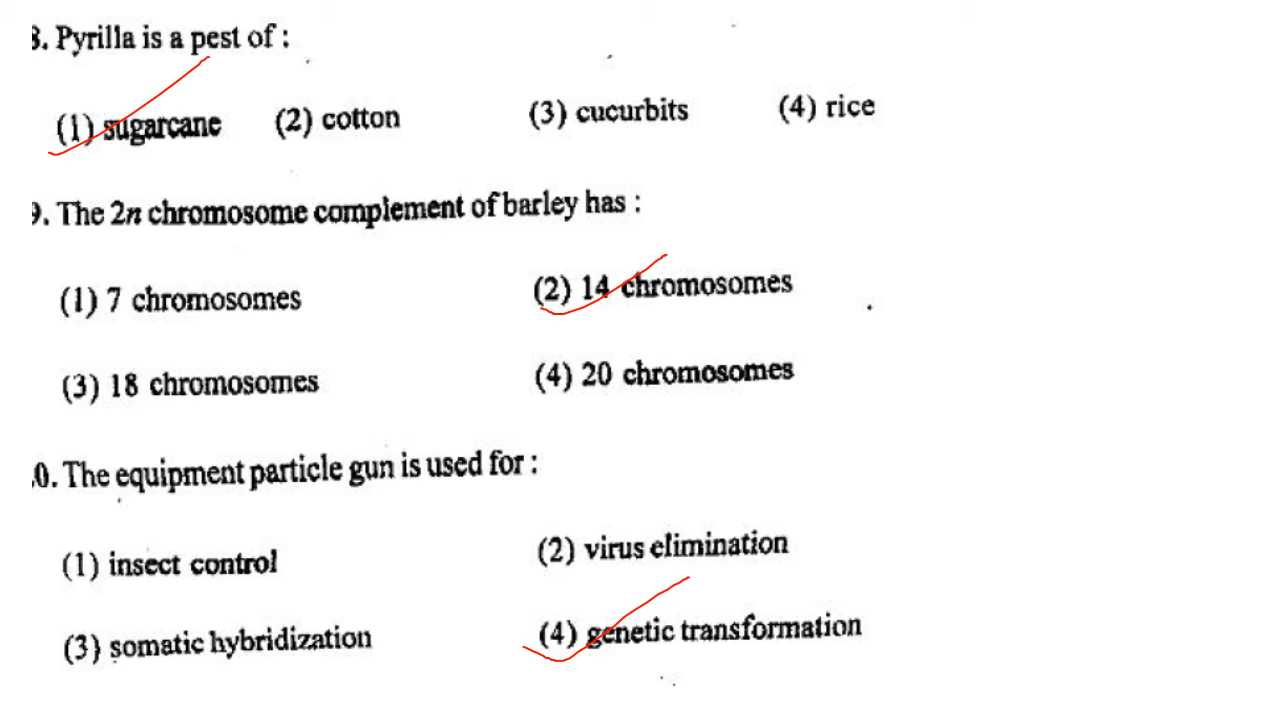 8. Pyrilla is a pest of :
(1) sugarcane (2) cotton (3) cucurbits (4) rice
9. The 2n chromosome complement of barley has :
(1) 7 chromosomes (2) 14 chromosomes
(3) 18 chromosomes (4) 20 chromosomes
0. The equipment particle gun is used for :
(1) insect control (2) virus elimination
(3) somatic hybridization (4) genetic transformation